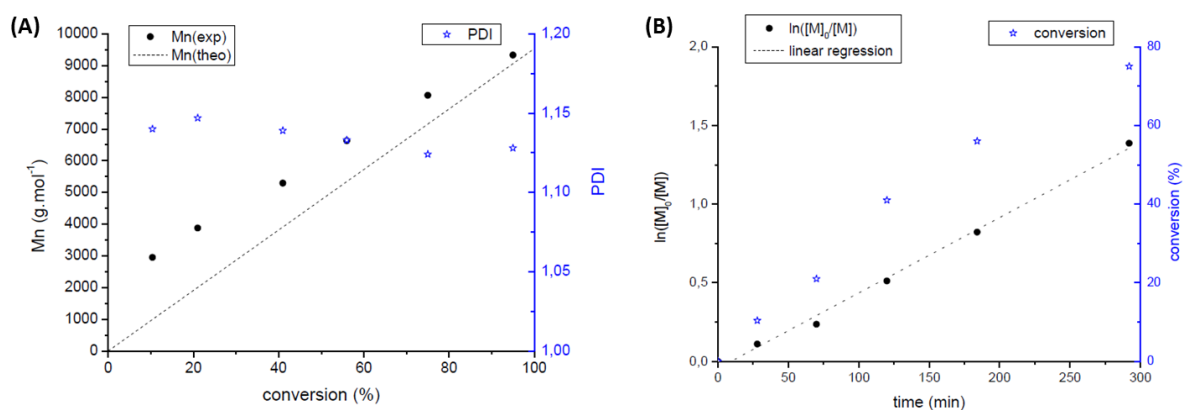 (A)
Mn(exp)
Mn(theo)
PDI
10000
9000
8000
7000
6000
5000
4000
3000
2000
1000
0
Mn (g.mol⁻¹)
1,20
1,15
1,10
1,05
1,00
PDI
0 20 40 60 80 100
conversion (%)
(B)
ln([M]₀/[M])
linear regression
conversion
2,0
1,5
1,0
0,5
0,0
ln([M]₀/[M])
80
60
40
20
0
conversion (%)
0 50 100 150 200 250 300
time (min)